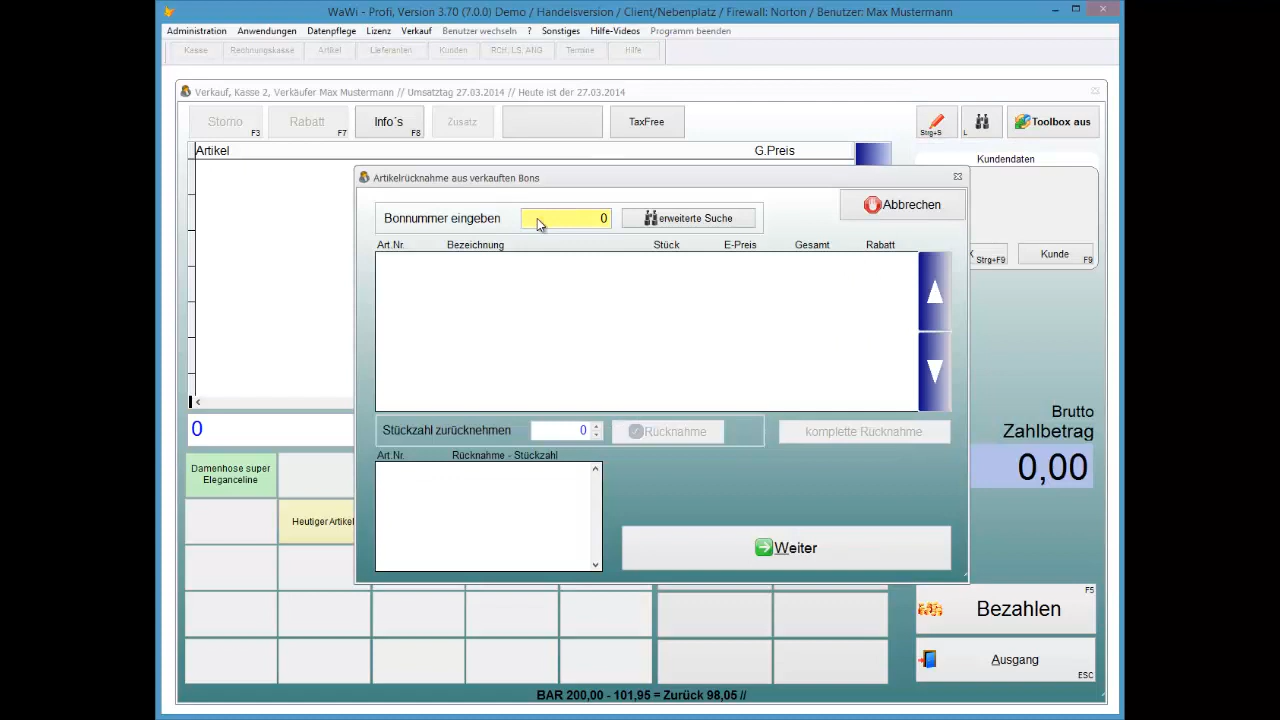 WaWi - Profi, Version 3.70 (7.0.0) Demo / Handelsversion / Client/Nebenplatz / Firewall: Norton / Benutzer: Max Mustermann
Administration Anwendungen Datenpflege Lizenz Verkauf Benutzer wechseln ? Sonstiges Hilfe-Videos Programm beenden
Kasse Rechnungskasse Artikel Lieferanten Kunden RCH, LS, ANG Termine Hilfe
Verkauf, Kasse 2, Verkäufer Max Mustermann // Umsatztag 27.03.2014 // Heute ist der 27.03.2014
Storno F3 Rabatt F7 Info´s F8 Zusatz TaxFree Strg+S L Toolbox aus
Artikel G.Preis Kundendaten
Artikelrücknahme aus verkauften Bons
Bonnummer eingeben 0 erweiterte Suche Abbrechen
Art.Nr. Bezeichnung Stück E-Preis Gesamt Rabatt
Strg+F9 Kunde F9
Brutto
Zahlbetrag
0,00
0
Stückzahl zurücknehmen 0 Rücknahme komplette Rücknahme
Art.Nr. Rücknahme - Stückzahl
Damenhose super
Eleganceline
Heutiger Artikel
Weiter
Bezahlen F5
Ausgang ESC
BAR 200,00 - 101,95 = Zurück 98,05 //